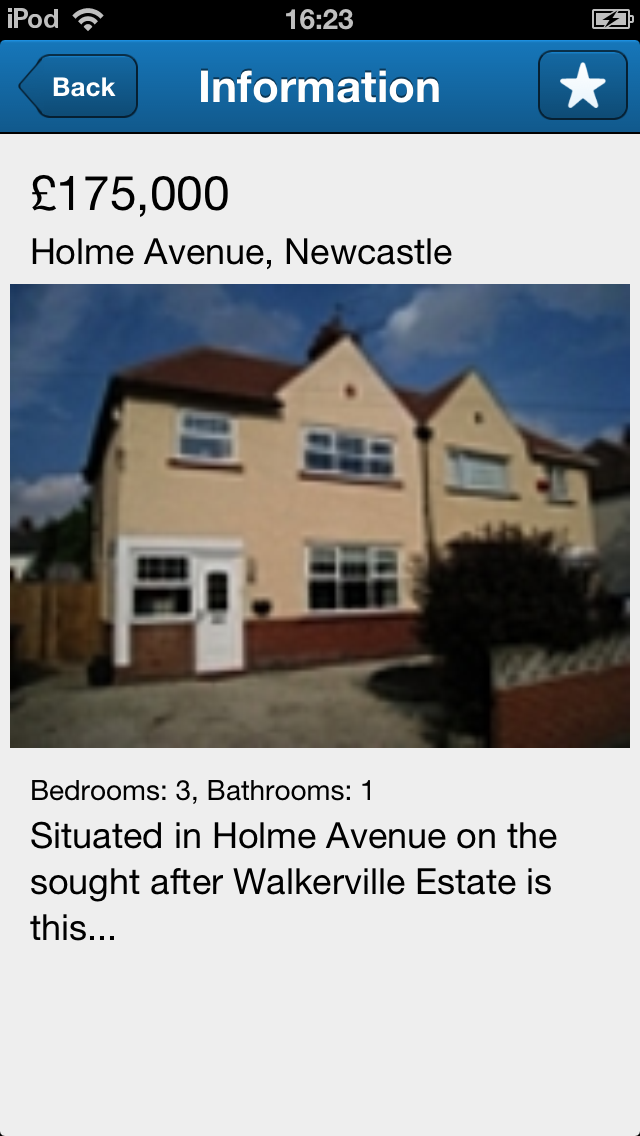 iPod 16:23
Back Information
£175,000
Holme Avenue, Newcastle
Bedrooms: 3, Bathrooms: 1
Situated in Holme Avenue on the
sought after Walkerville Estate is
this...